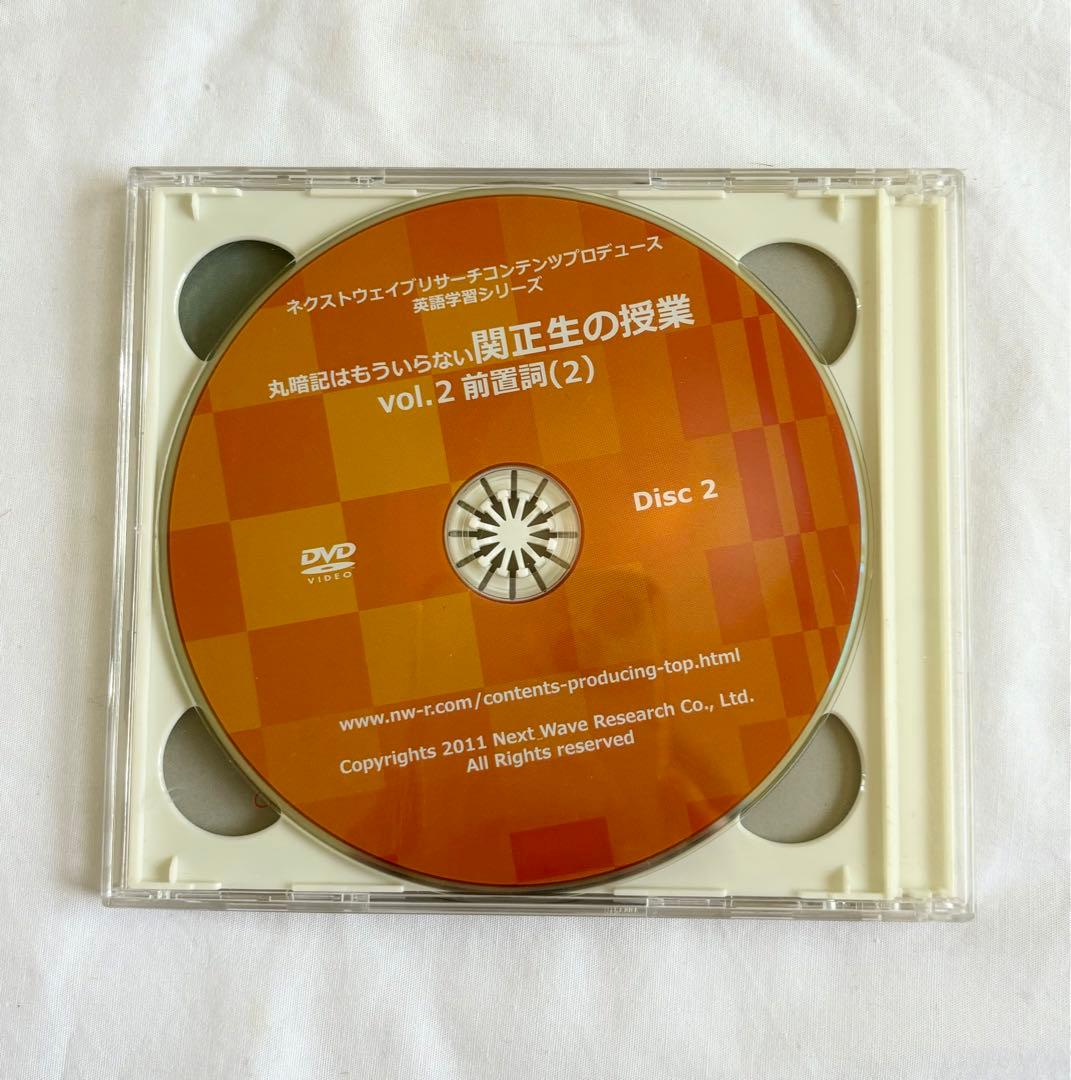 ネクストウェイブリサーチコンテンツプロデュース
英語学習シリーズ
丸暗記はもういらない関正生の授業
vol.2 前置詞(2)
Disc 2
DVD
VIDEO
www.nw-r.com/contents-producing-top.html
Copyrights 2011 Next Wave Research Co., Ltd.
All Rights reserved